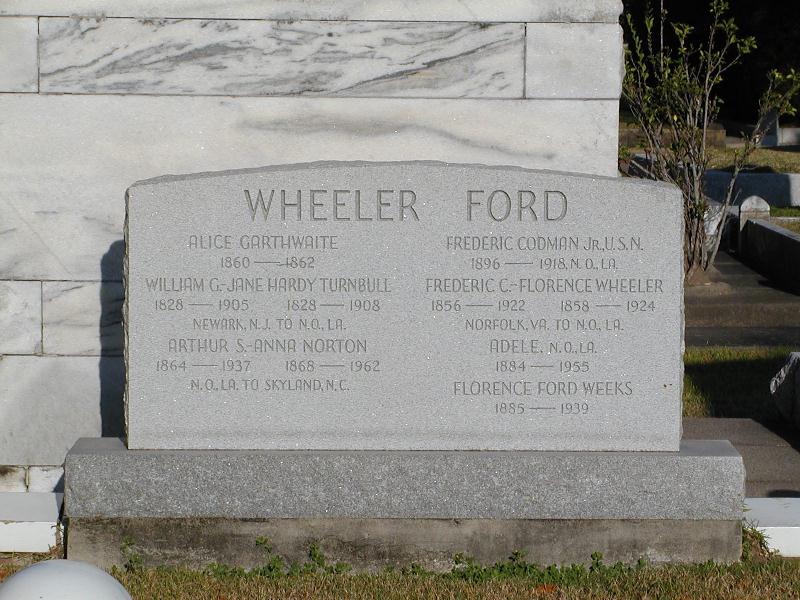 WHEELER FORD
ALICE GARTHWAITE
1860 — 1862
WILLIAM G.-JANE HARDY TURNBULL
1828 — 1905 1828 — 1908
NEWARK, N.J. TO N.O., LA.
ARTHUR S.-ANNA NORTON
1864 — 1937 1868 — 1962
N.O., LA. TO SKYLAND, N.C.
FREDERIC CODMAN JR., U.S.N.
1896 — 1918, N.O., LA.
FREDERIC C.-FLORENCE WHEELER
1856 — 1922 1858 — 1924
NORFOLK, VA. TO N.O., LA.
ADELE, N.O., LA.
1884 — 1955
FLORENCE FORD WEEKS
1885 — 1939